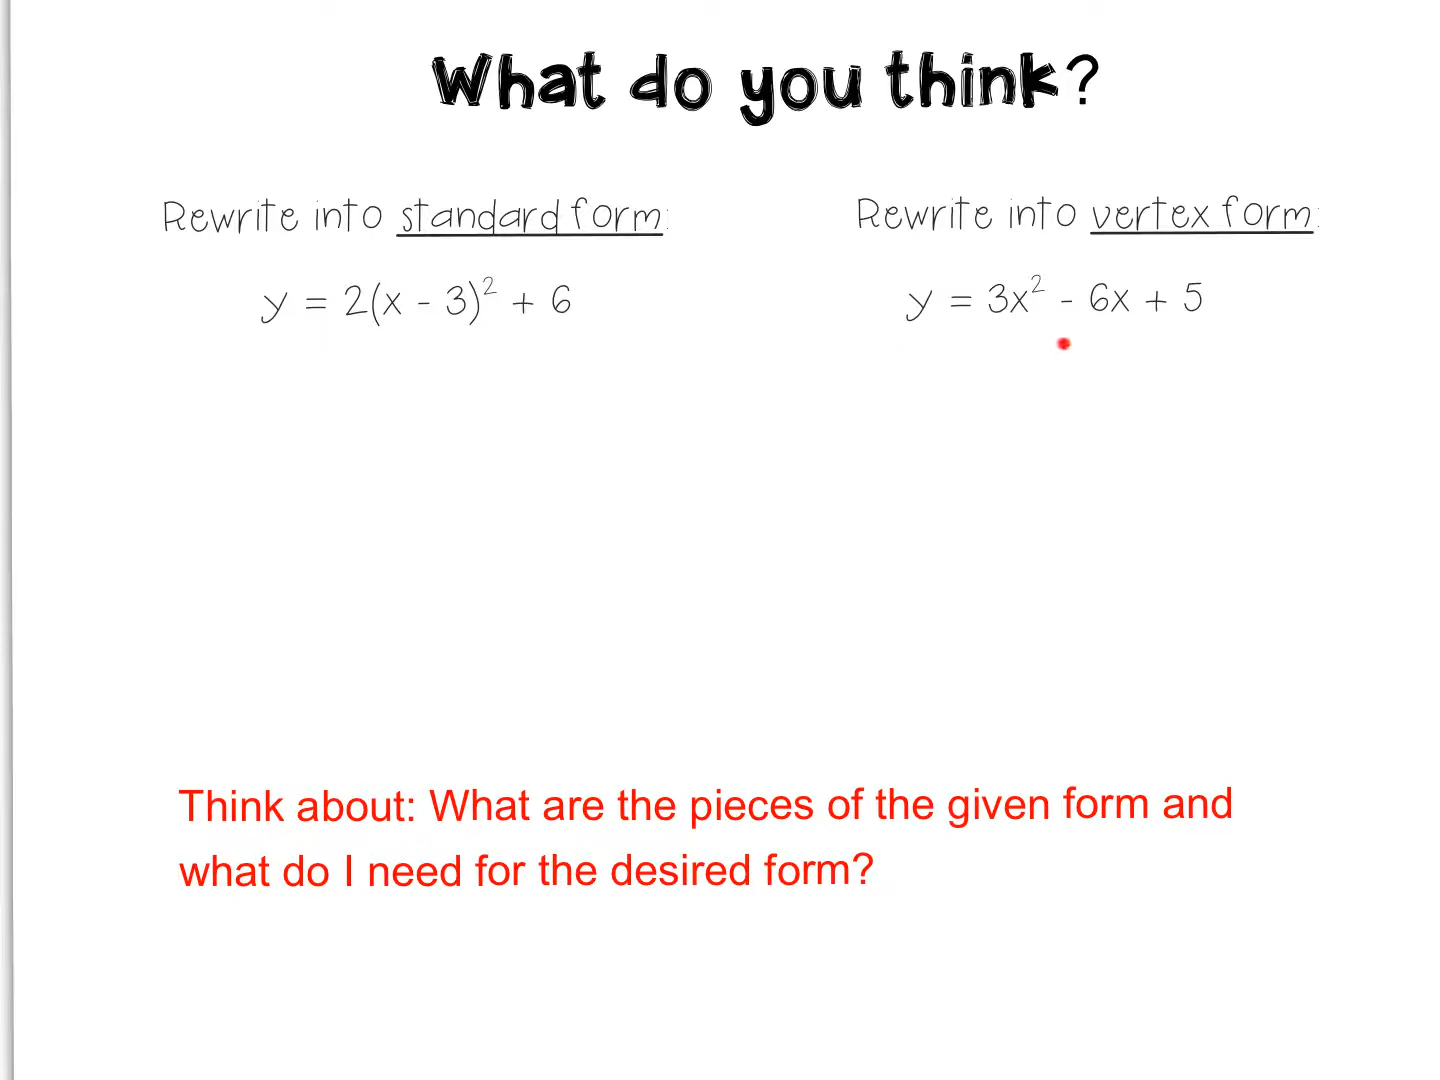 What do you think?
Rewrite into standard form:
y = 2(x - 3)² + 6
Rewrite into vertex form:
y = 3x² - 6x + 5
Think about: What are the pieces of the given form and
what do I need for the desired form?